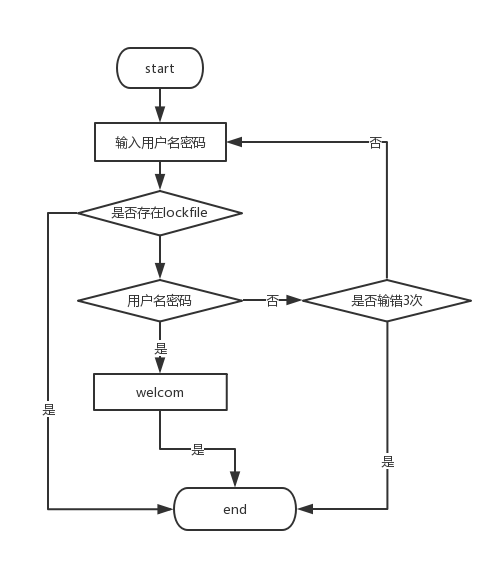 start
输入用户名密码
否
是否存在lockfile
用户名密码
否
是否输错3次
是
welcom
是
是
是
end